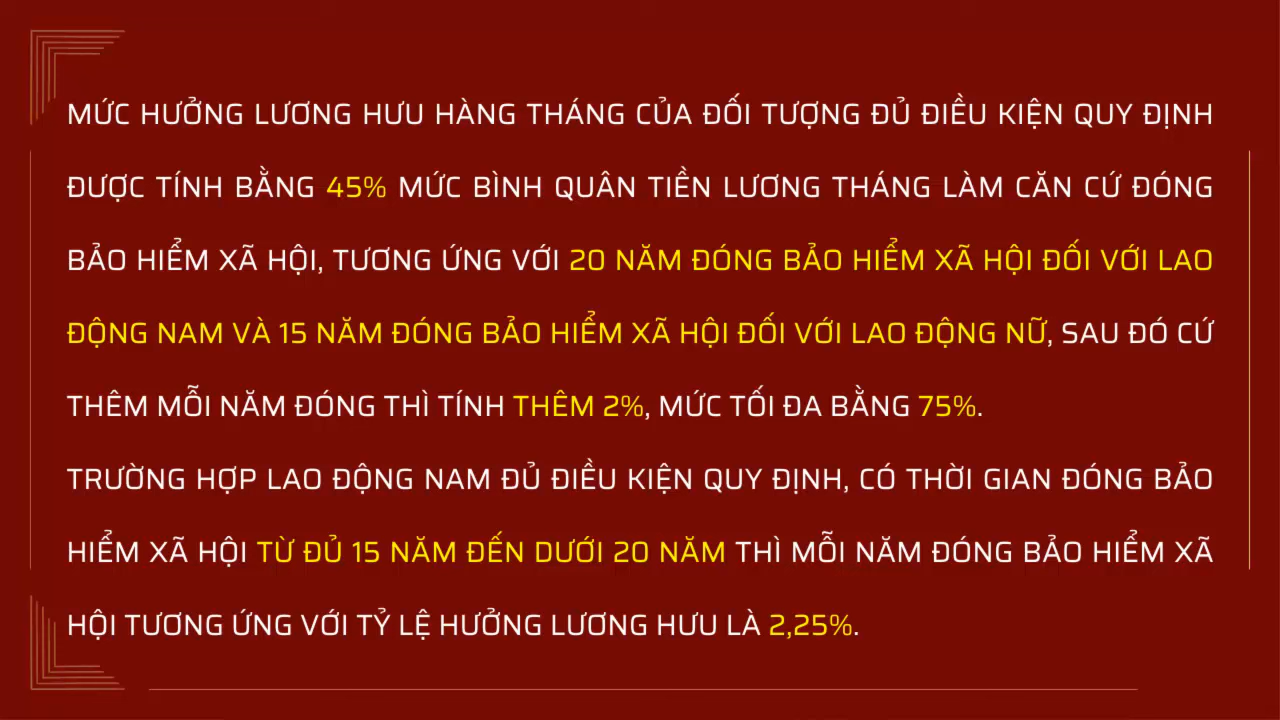 MỨC HƯỞNG LƯƠNG HƯU HÀNG THÁNG CỦA ĐỐI TƯỢNG ĐỦ ĐIỀU KIỆN QUY ĐỊNH
ĐƯỢC TÍNH BẰNG 45% MỨC BÌNH QUÂN TIỀN LƯƠNG THÁNG LÀM CĂN CỨ ĐÓNG
BẢO HIỂM XÃ HỘI, TƯƠNG ỨNG VỚI 20 NĂM ĐÓNG BẢO HIỂM XÃ HỘI ĐỐI VỚI LAO
ĐỘNG NAM VÀ 15 NĂM ĐÓNG BẢO HIỂM XÃ HỘI ĐỐI VỚI LAO ĐỘNG NỮ, SAU ĐÓ CỨ
THÊM MỖI NĂM ĐÓNG THÌ TÍNH THÊM 2%, MỨC TỐI ĐA BẰNG 75%.
TRƯỜNG HỢP LAO ĐỘNG NAM ĐỦ ĐIỀU KIỆN QUY ĐỊNH, CÓ THỜI GIAN ĐÓNG BẢO
HIỂM XÃ HỘI TỪ ĐỦ 15 NĂM ĐẾN DƯỚI 20 NĂM THÌ MỖI NĂM ĐÓNG BẢO HIỂM XÃ
HỘI TƯƠNG ỨNG VỚI TỶ LỆ HƯỞNG LƯƠNG HƯU LÀ 2,25%.